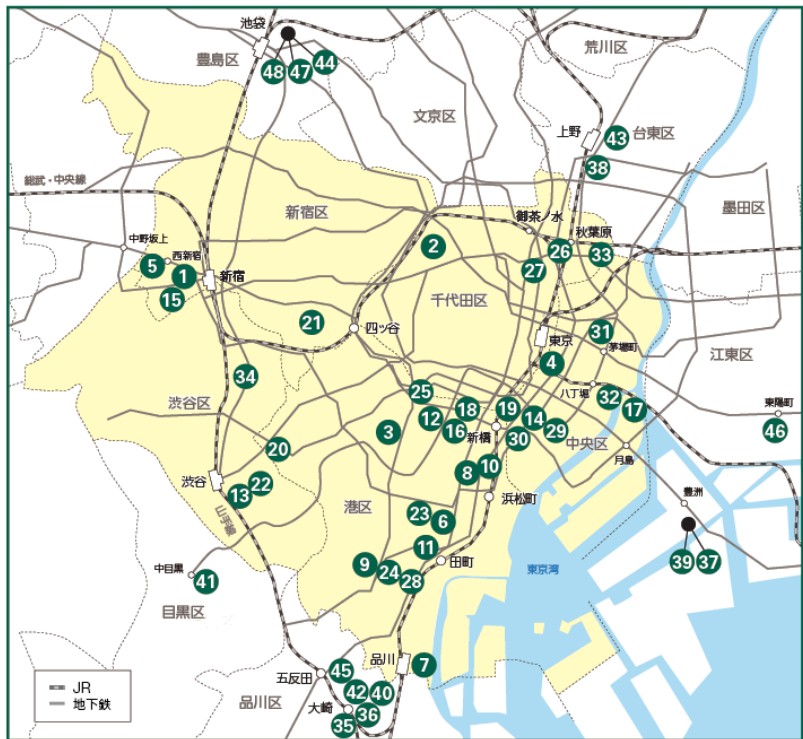 池袋
豊島区
48 47 44
荒川区
文京区
上野
43
台東区
38
総武・中央線
新宿区
御茶ノ水
秋葉原
墨田区
中野坂上
西新宿
2
26
33
5
1
新宿
27
15
千代田区
21
四ッ谷
東京
31
茅場町
江東区
4
34
八丁堀
25
32
17
渋谷区
12
18
19
14
東陽町
3
16
新橋
30
29
中央区
46
20
月島
渋谷
13
22
8
10
浜松町
豊洲
山手線
港区
23
6
11
田町
中目黒
41
9
24
28
東京湾
39 37
目黒区
品川
7
五反田
45
品川区
42
40
大崎
36
35
JR
地下鉄